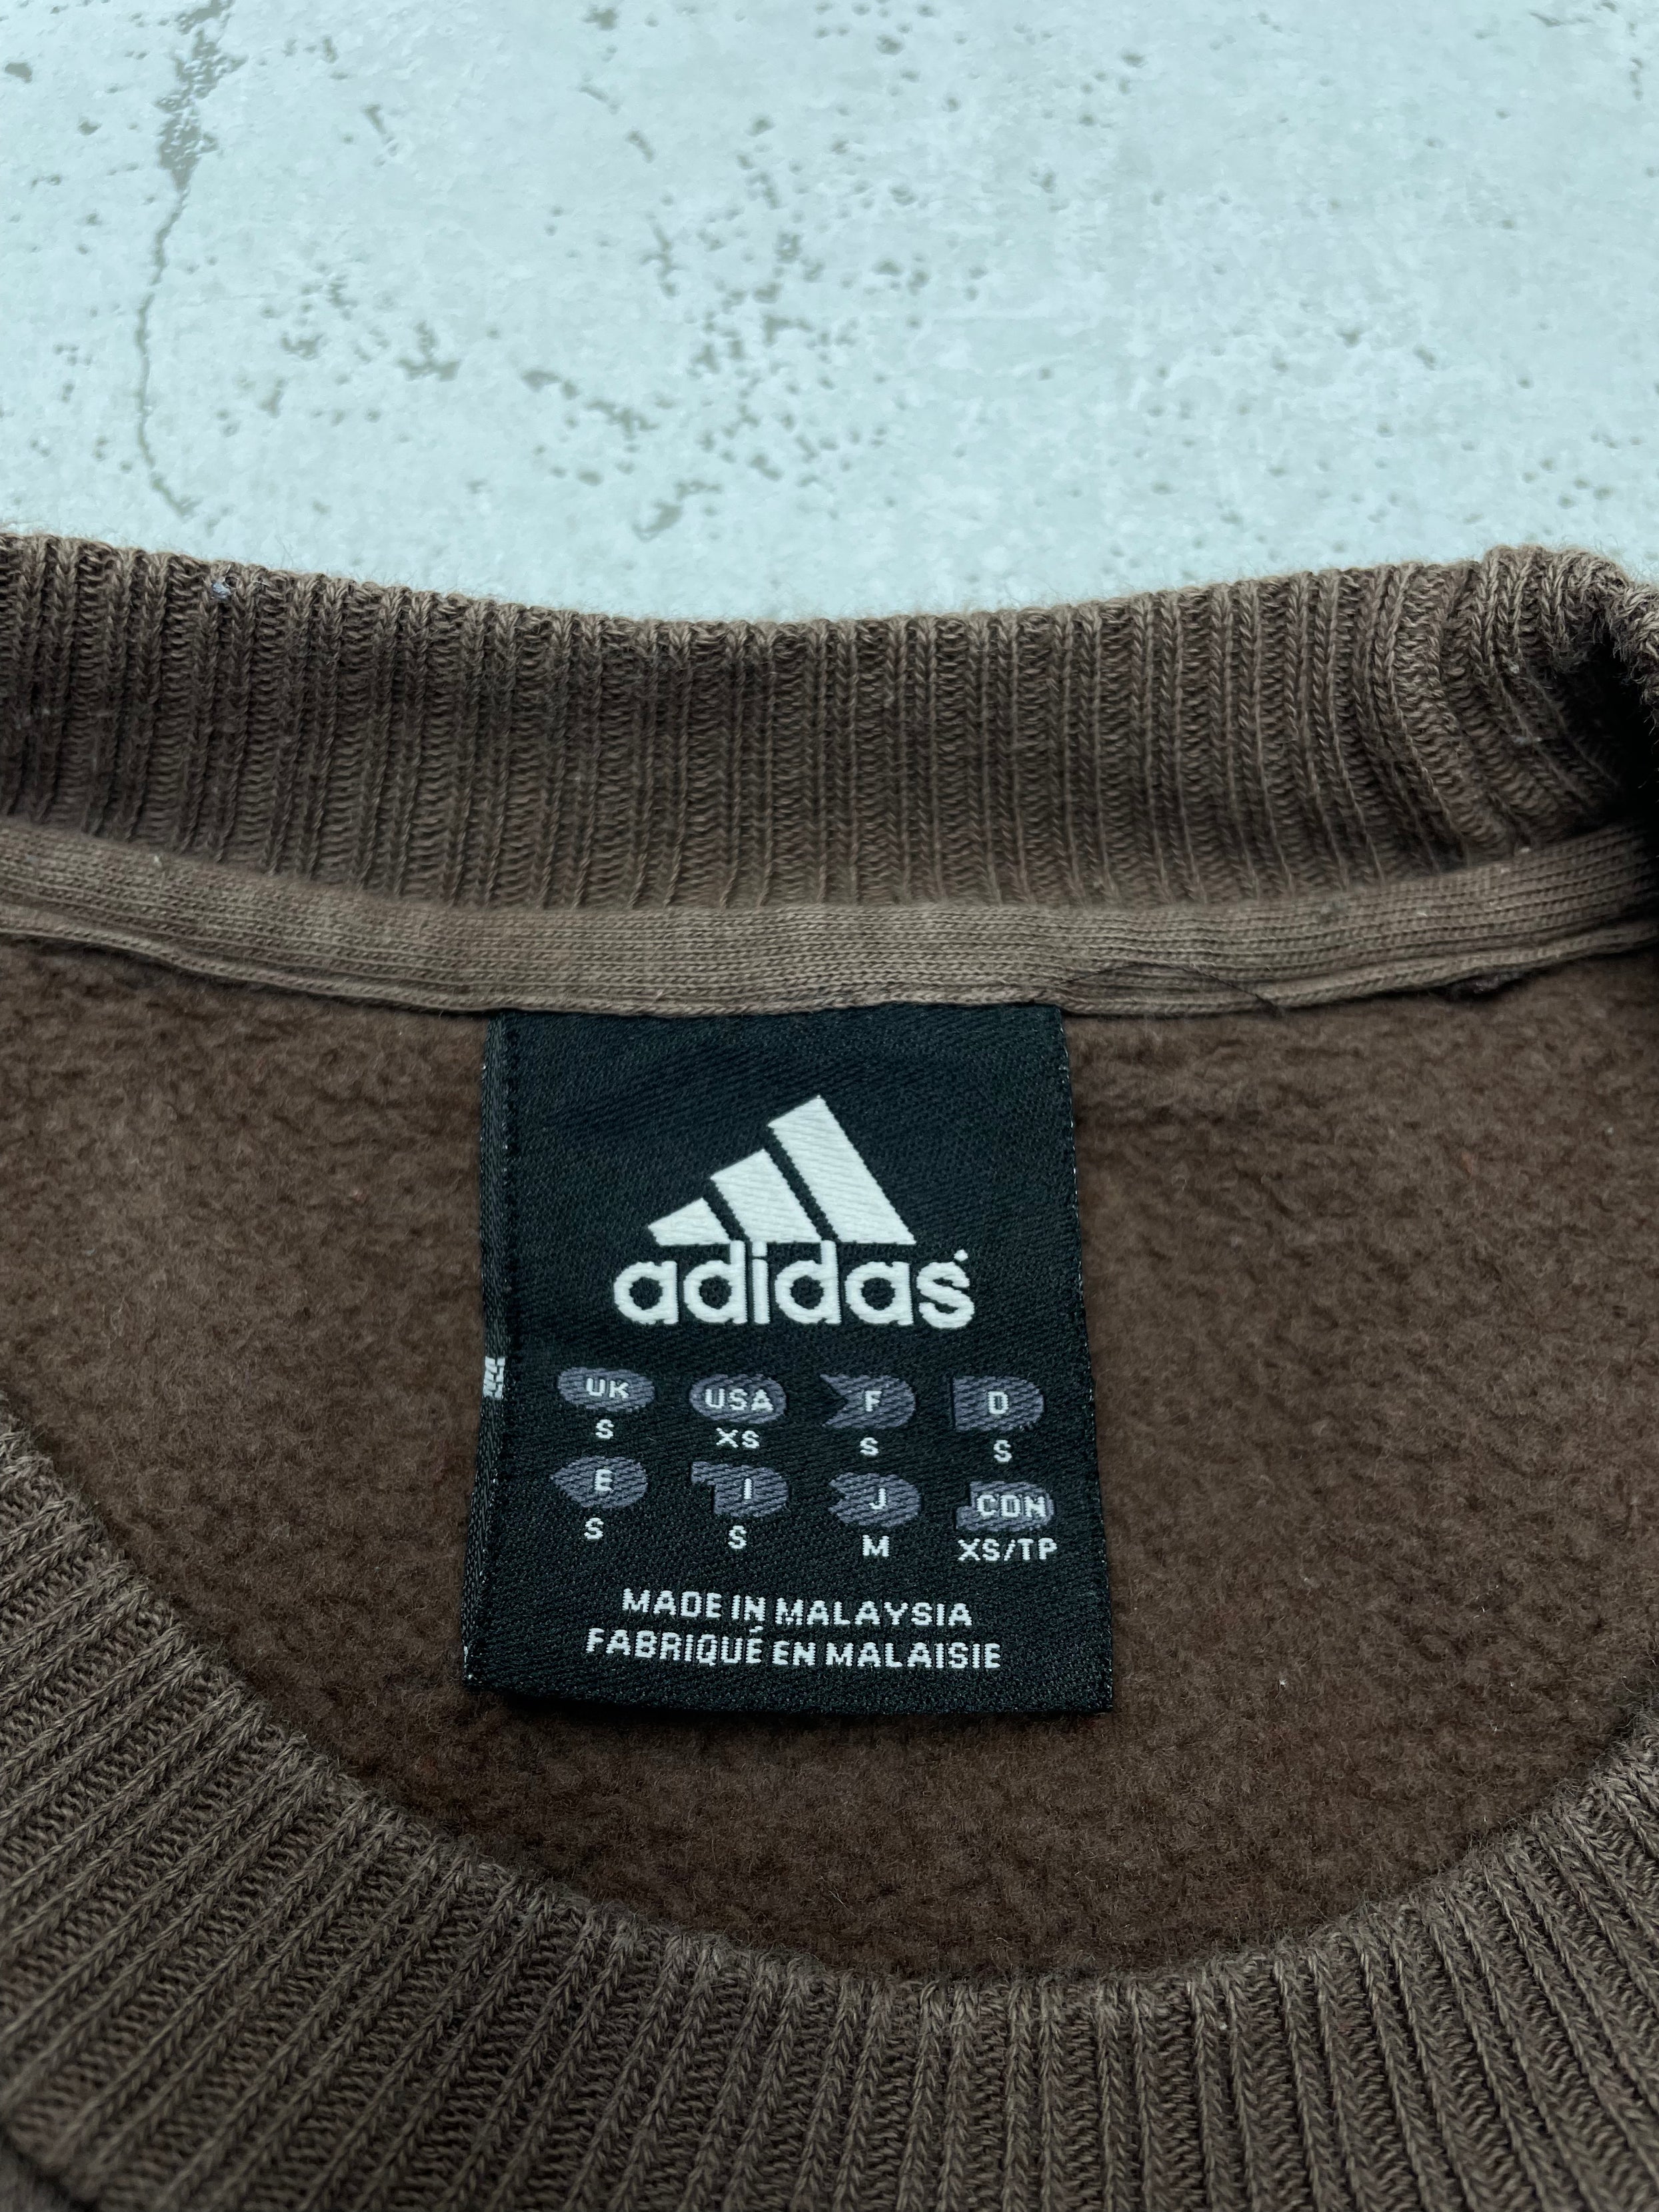 adidas
UK USA F D
S XS S S
E I J CDN
S S M XS/TP
MADE IN MALAYSIA
FABRIQUÉ EN MALAISIE